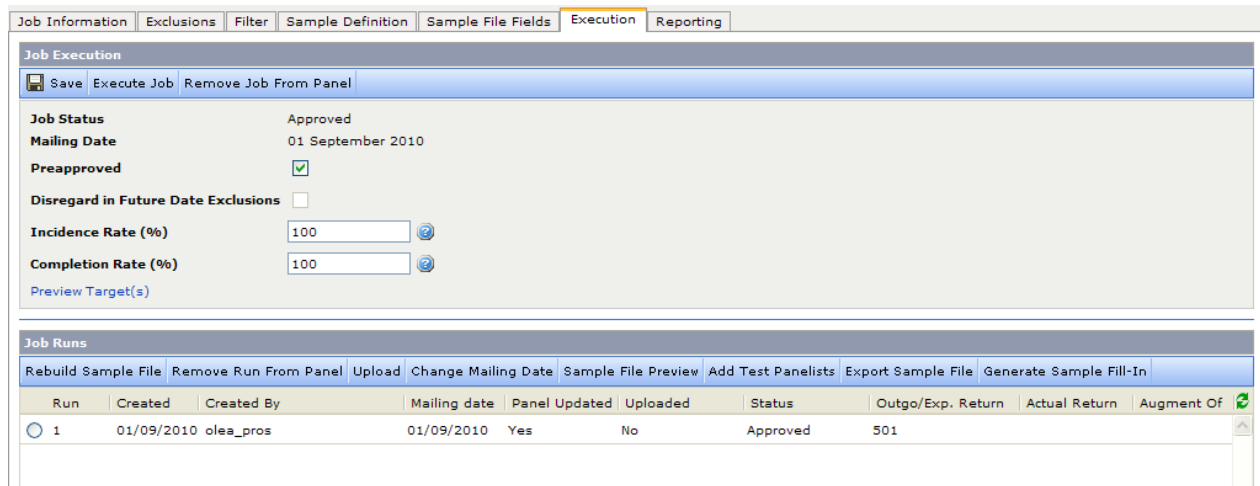 Job Information Exclusions Filter Sample Definition Sample File Fields Execution Reporting
Job Execution
Save Execute Job Remove Job From Panel
Job Status Approved
Mailing Date 01 September 2010
Preapproved
Disregard in Future Date Exclusions
Incidence Rate (%) 100 ?
Completion Rate (%) 100 ?
Preview Target(s)
Job Runs
Rebuild Sample File Remove Run From Panel Upload Change Mailing Date Sample File Preview Add Test Panelists Export Sample File Generate Sample Fill-In
Run Created Created By Mailing date Panel Updated Uploaded Status Outgo/Exp. Return Actual Return Augment Of
1 01/09/2010 olea_pros 01/09/2010 Yes No Approved 501